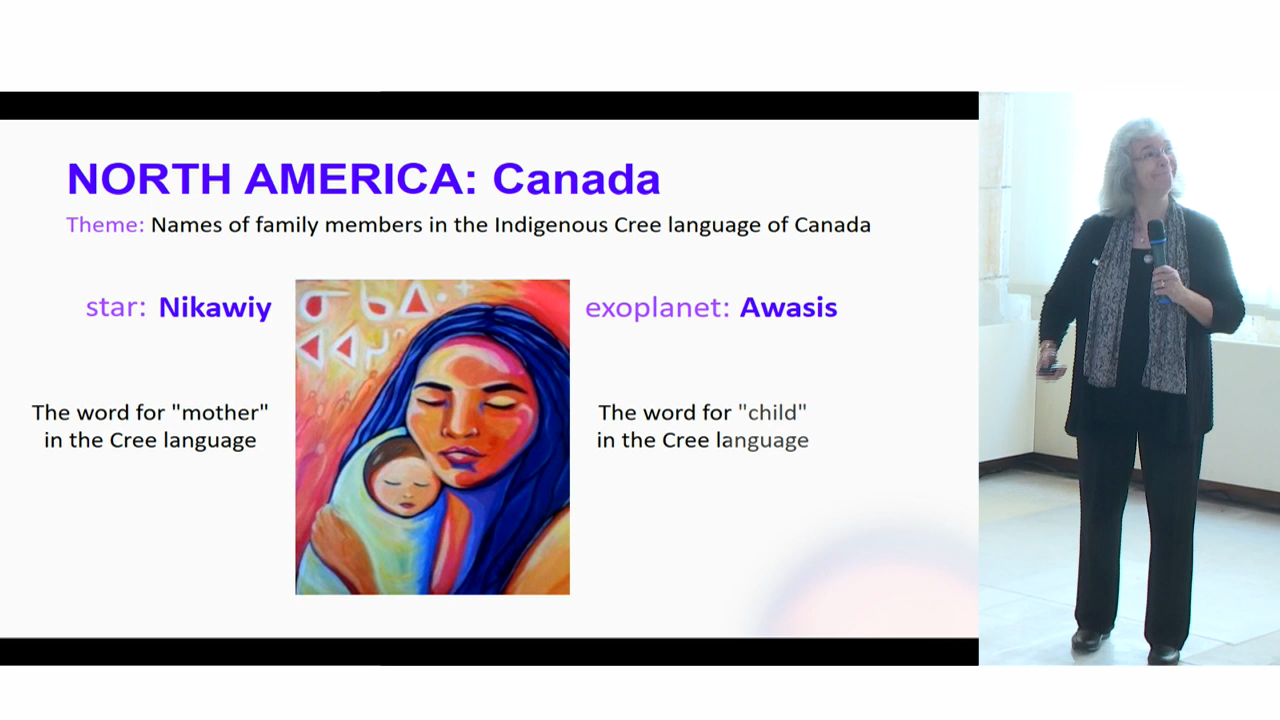 NORTH AMERICA: Canada
Theme: Names of family members in the Indigenous Cree language of Canada
star: Nikawiy
ᓂᑲᐃᐧᐩ
exoplanet: Awasis
The word for "mother"
in the Cree language
The word for "child"
in the Cree language